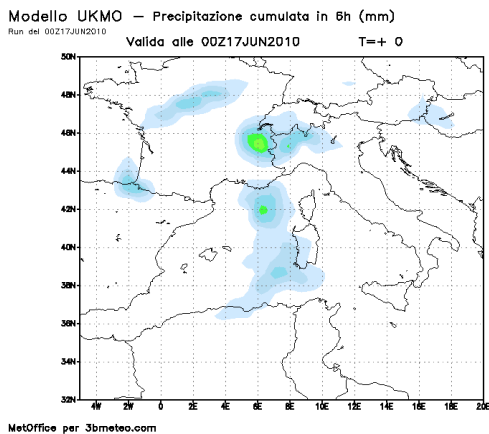 Modello UKMO – Precipitazione cumulata in 6h (mm)
Run del 00Z17JUN2010
Valida alle 00Z17JUN2010 T=+ 0
50N
48N
46N
44N
42N
40N
38N
36N
34N
32N
4W 2W 0 2E 4E 6E 8E 10E 12E 14E 16E 18E 20E
MetOffice per 3bmeteo.com